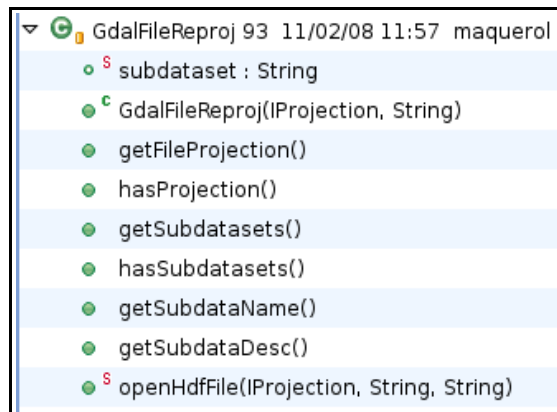 GdalFileReproj 93 11/02/08 11:57 maquerol
S subdataset : String
C GdalFileReproj(IProjection, String)
getFileProjection()
hasProjection()
getSubdatasets()
hasSubdatasets()
getSubdataName()
getSubdataDesc()
S openHdfFile(IProjection, String, String)